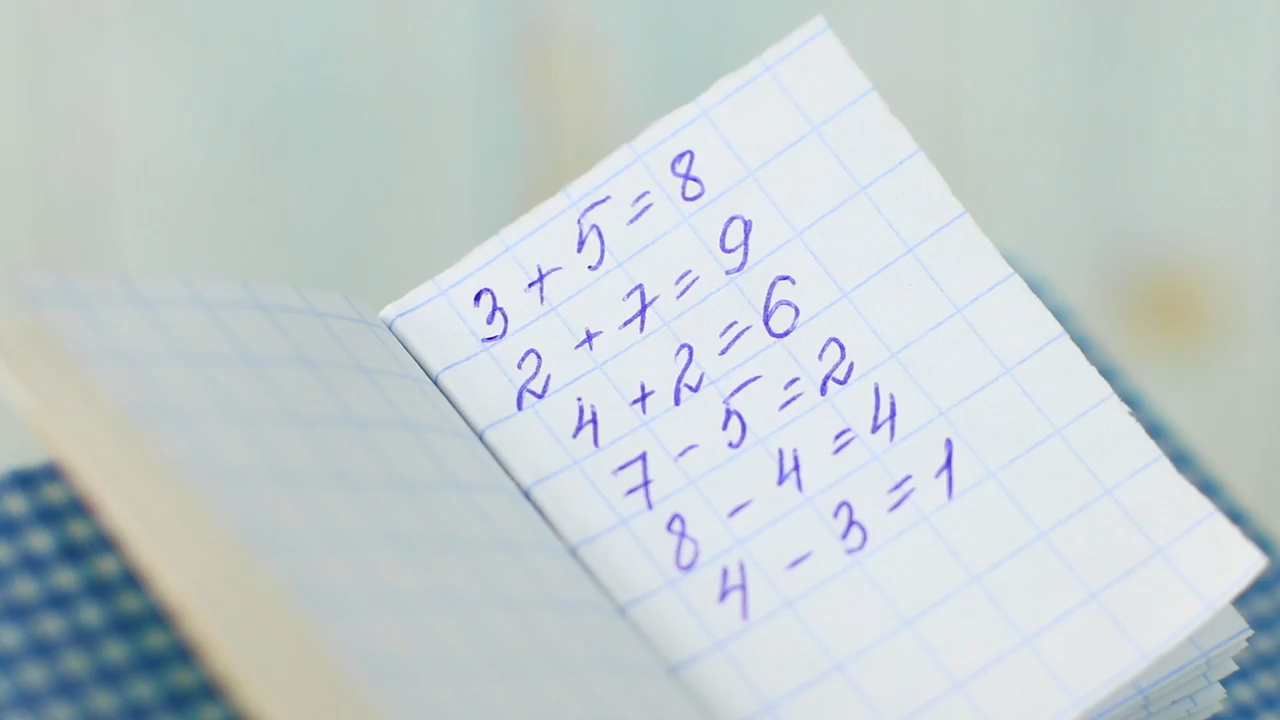 3 + 5 = 8
2 + 7 = 9
4 + 2 = 6
7 - 5 = 2
8 - 4 = 4
4 - 3 = 1